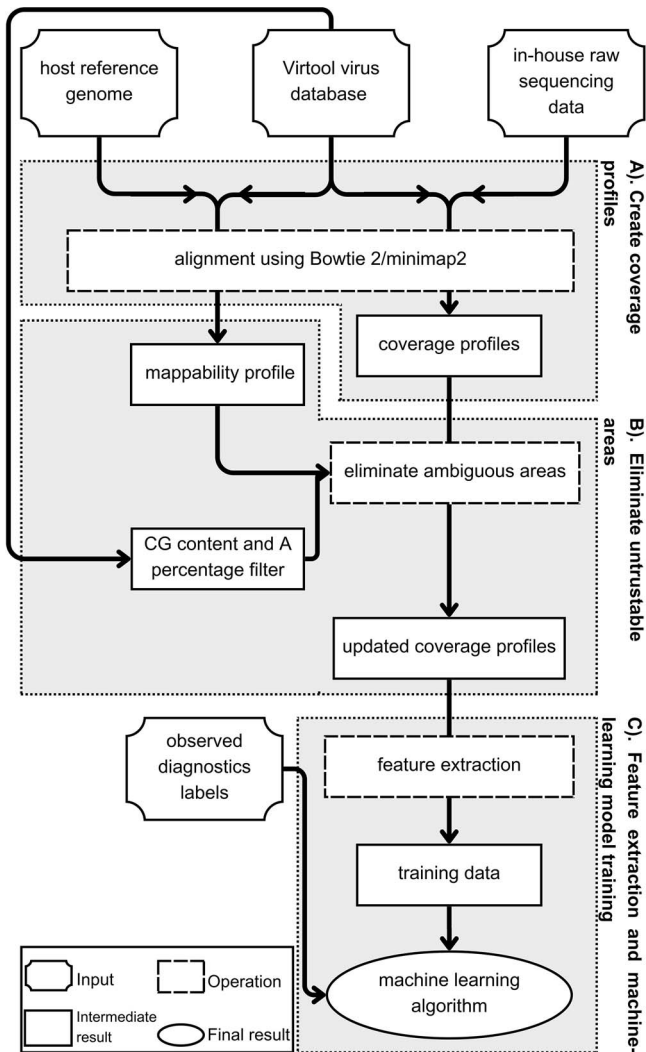 host reference
genome
Virtool virus
database
in-house raw
sequencing
data
A). Create coverage
profiles
alignment using Bowtie 2/minimap2
mappability profile
coverage profiles
B). Eliminate untrustable
areas
eliminate ambiguous areas
CG content and A
percentage filter
updated coverage profiles
C). Feature extraction and machine-
learning model training
observed
diagnostics
labels
feature extraction
training data
machine learning
algorithm
Input
Operation
Intermediate
result
Final result